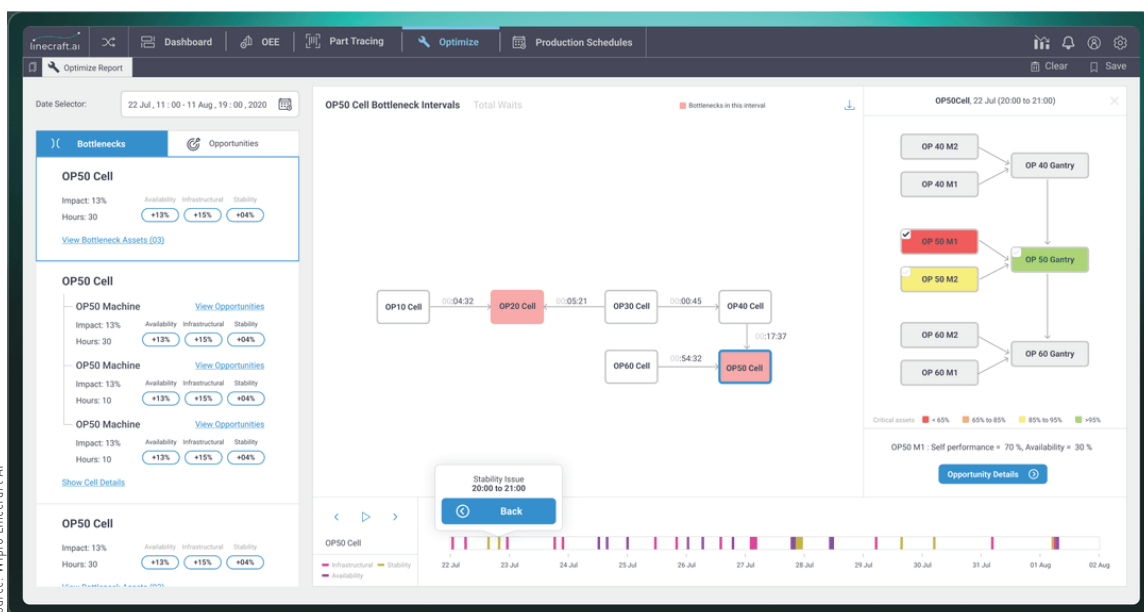 linecraft.ai
Dashboard
OEE
Part Tracing
Optimize
Production Schedules
Optimize Report
Clear
Save
Date Selector:
22 Jul , 11 : 00 - 11 Aug , 19 : 00 , 2020
Bottlenecks
Opportunities
OP50 Cell
Impact: 13%
Availability Infrastructural Stability
Hours: 30
+13% +15% +04%
View Bottleneck Assets (03)
OP50 Cell
OP50 Machine
View Opportunities
Impact: 13%
Availability Infrastructural Stability
Hours: 30
+13% +15% +04%
OP50 Machine
View Opportunities
Impact: 13%
Availability Infrastructural Stability
Hours: 10
+13% +15% +04%
OP50 Machine
View Opportunities
Impact: 13%
Availability Infrastructural Stability
Hours: 10
+13% +15% +04%
Show Cell Details
OP50 Cell
Impact: 13%
Availability Infrastructural Stability
Hours: 30
+13% +15% +04%
OP50 Cell Bottleneck Intervals
Total Waits
Bottlenecks in this interval
OP10 Cell
00:04:32
OP20 Cell
00:05:21
OP30 Cell
00:00:45
OP40 Cell
00:17:37
OP60 Cell
00:54:32
OP50 Cell
Stability Issue
20:00 to 21:00
Back
OP50 Cell
Infrastructural Stability
Availability
22 Jul 23 Jul 24 Jul 25 Jul 26 Jul 27 Jul 28 Jul 29 Jul 30 Jul 31 Jul 01 Aug 02 Aug
OP50Cell, 22 Jul (20:00 to 21:00)
OP 40 M2
OP 40 Gantry
OP 40 M1
OP 50 M1
OP 50 Gantry
OP 50 M2
OP 60 M2
OP 60 Gantry
OP 60 M1
Critical assets < 65% 65% to 85% 85% to 95% >95%
OP50 M1 : Self performance = 70 %, Availability = 30 %
Opportunity Details